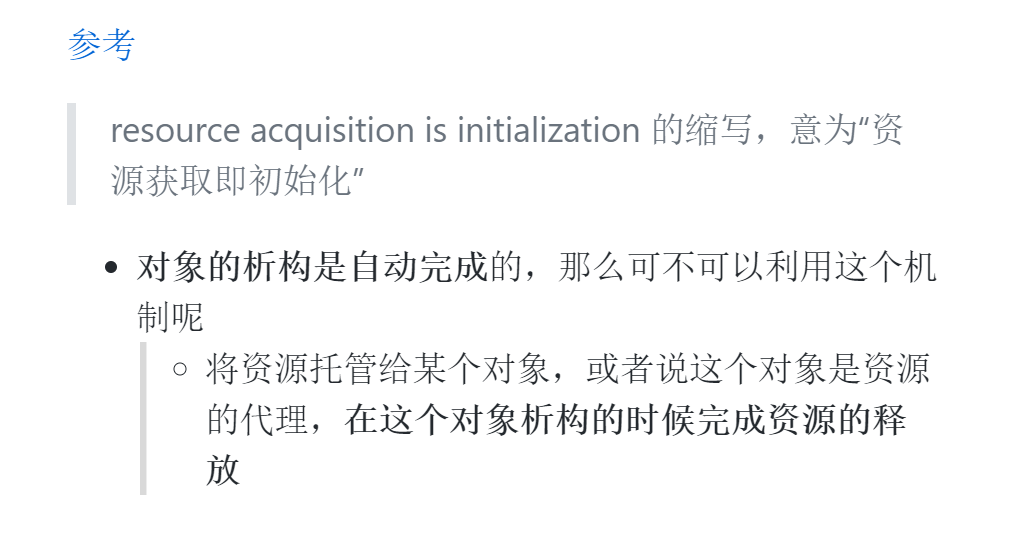 参考
resource acquisition is initialization 的缩写，意为“资
源获取即初始化”
对象的析构是自动完成的，那么可不可以利用这个机
制呢
将资源托管给某个对象，或者说这个对象是资源
的代理，在这个对象析构的时候完成资源的释
放